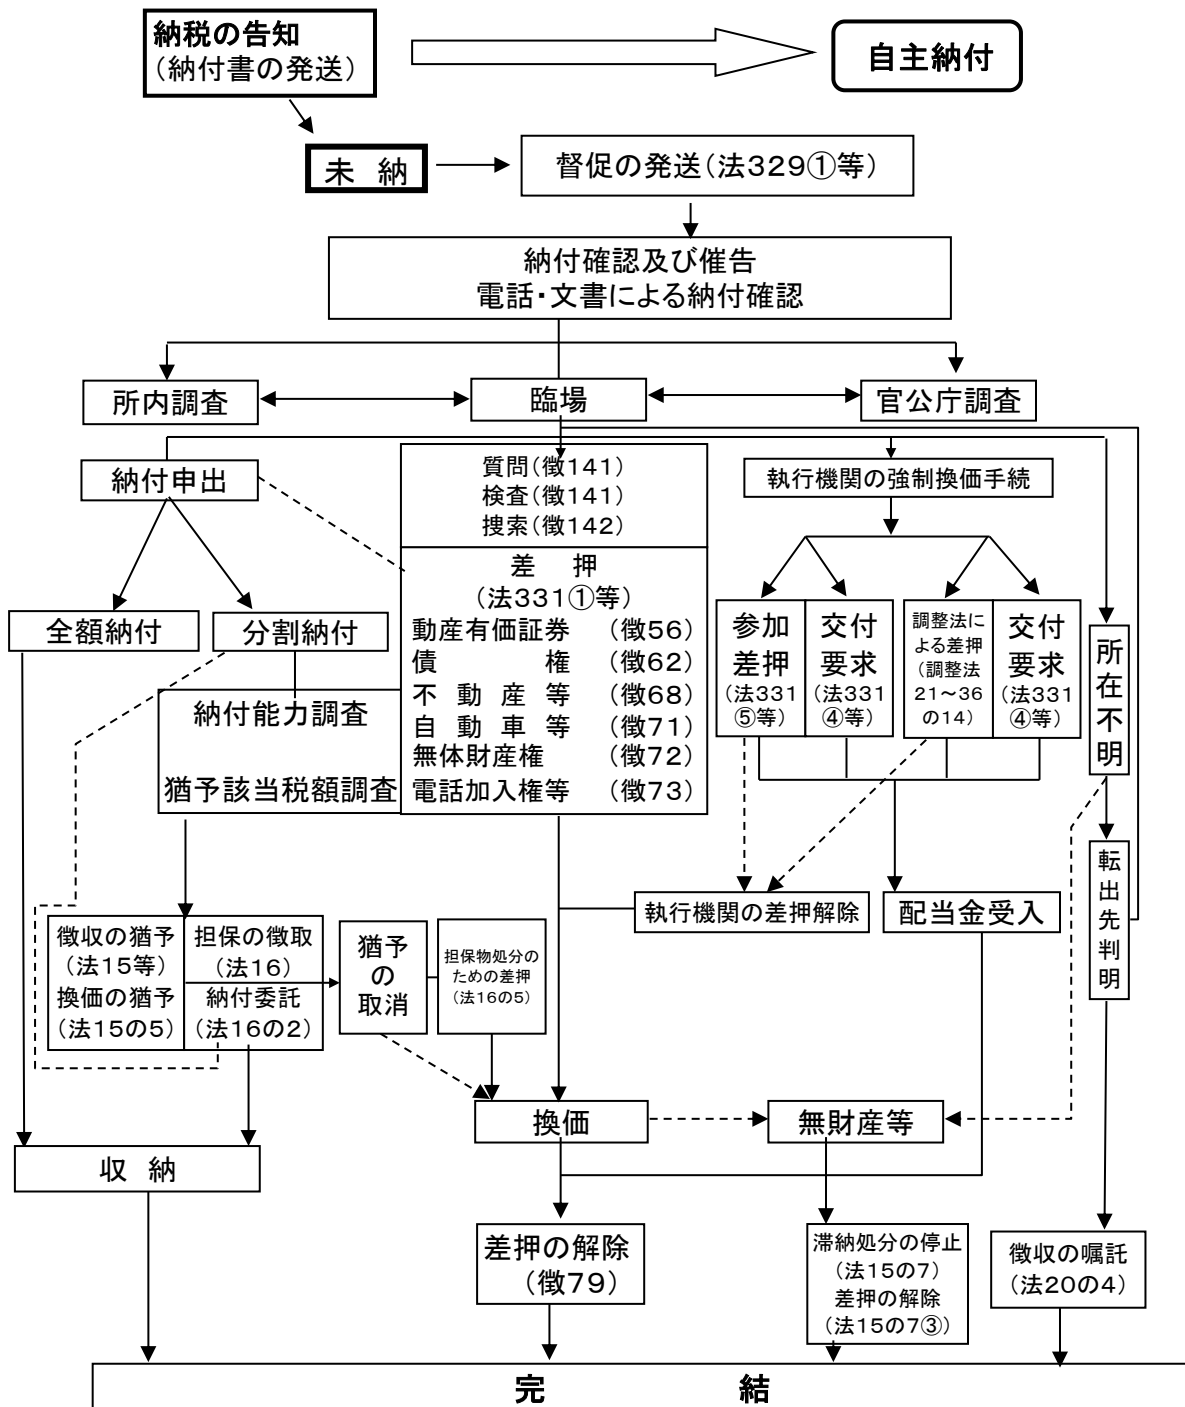 納税の告知
(納付書の発送)
自主納付
未 納
督促の発送(法329①等)
納付確認及び催告
電話・文書による納付確認
所内調査
臨場
官公庁調査
納付申出
質問(徴141)
検査(徴141)
捜索(徴142)
執行機関の強制換価手続
差 押
(法331①等)
動産有価証券 (徴56)
債 権 (徴62)
不 動 産 等 (徴68)
自 動 車 等 (徴71)
無体財産権 (徴72)
電話加入権等 (徴73)
全額納付
分割納付
納付能力調査
猶予該当税額調査
参加
差押
(法331
⑤等)
交付
要求
(法331
④等)
調整法に
よる差押
(調整法
21~36
の14)
交付
要求
(法331
④等)
所在不明
転出先判明
執行機関の差押解除
配当金受入
徴収の猶予
(法15等)
換価の猶予
(法15の5)
担保の徴取
(法16)
納付委託
(法16の2)
猶予
の
取消
担保物処分の
ための差押
(法16の5)
換価
無財産等
収 納
差押の解除
(徴79)
滞納処分の停止
(法15の7)
差押の解除
(法15の7③)
徴収の嘱託
(法20の4)
完 結